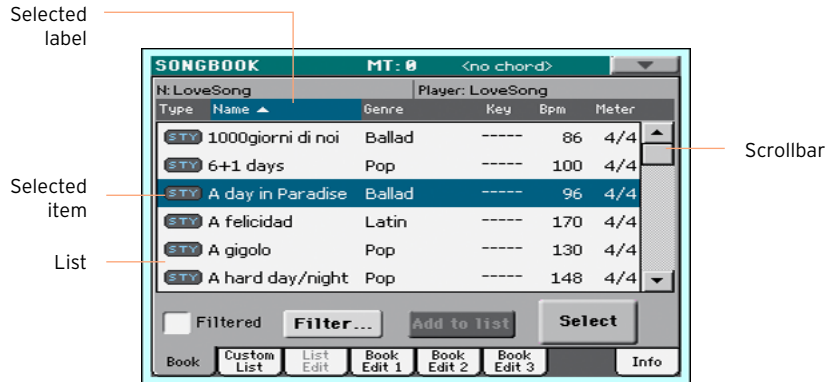 Selected label
SONGBOOK MT: 0 <no chord>
N: LoveSong Player: LoveSong
Type Name ▲ Genre Key Bpm Meter
STY 1000giorni di noi Ballad ----- 86 4/4
STY 6+1 days Pop ----- 100 4/4
Scrollbar
Selected item
STY A day in Paradise Ballad ----- 96 4/4
STY A felicidad Latin ----- 170 4/4
List
STY A gigolo Pop ----- 130 4/4
STY A hard day/night Pop ----- 148 4/4
Filtered Filter... Add to list Select
Book Custom List List Edit Book Edit 1 Book Edit 2 Book Edit 3 Info